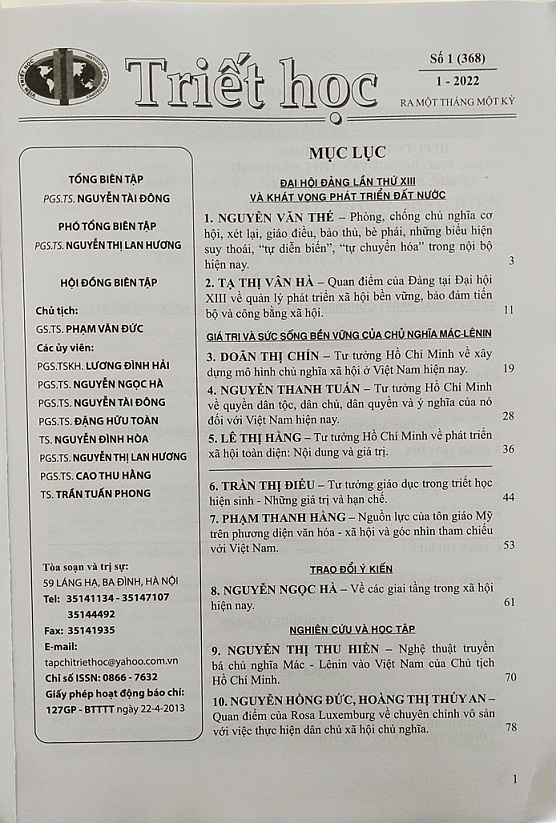 VIỆN TRIẾT HỌC
INSTITUTE OF PHILOSOPHY
Triết học
Số 1 (368)
1 - 2022
RA MỘT THÁNG MỘT KỲ
TỔNG BIÊN TẬP
PGS.TS. NGUYỄN TÀI ĐÔNG
PHÓ TỔNG BIÊN TẬP
PGS.TS. NGUYỄN THỊ LAN HƯƠNG
HỘI ĐỒNG BIÊN TẬP
Chủ tịch:
GS.TS. PHẠM VĂN ĐỨC
Các ủy viên:
PGS.TSKH. LƯƠNG ĐÌNH HẢI
PGS.TS. NGUYỄN NGỌC HÀ
PGS.TS. NGUYỄN TÀI ĐÔNG
PGS.TS. ĐẶNG HỮU TOÀN
TS. NGUYỄN ĐÌNH HÒA
PGS.TS. NGUYỄN THỊ LAN HƯƠNG
PGS.TS. CAO THU HẰNG
TS. TRẦN TUẤN PHONG
Tòa soạn và trị sự:
59 LÁNG HẠ, BA ĐÌNH, HÀ NỘI
Tel: 35141134 - 35147107
35144492
Fax: 35141935
E-mail:
tapchitriethoc@yahoo.com.vn
Chỉ số ISSN: 0866 - 7632
Giấy phép hoạt động báo chí:
127GP - BTTTT ngày 22-4-2013
MỤC LỤC
ĐẠI HỘI ĐẢNG LẦN THỨ XIII
VÀ KHÁT VỌNG PHÁT TRIỂN ĐẤT NƯỚC
1. NGUYỄN VĂN THẾ – Phòng, chống chủ nghĩa cơ
hội, xét lại, giáo điều, bảo thủ, bè phái, những biểu hiện
suy thoái, “tự diễn biến”, “tự chuyển hóa” trong nội bộ
hiện nay. 3
2. TẠ THỊ VÂN HÀ – Quan điểm của Đảng tại Đại hội
XIII về quản lý phát triển xã hội bền vững, bảo đảm tiến
bộ và công bằng xã hội. 11
GIÁ TRỊ VÀ SỨC SỐNG BỀN VỮNG CỦA CHỦ NGHĨA MÁC-LÊNIN
3. DOÃN THỊ CHÍN – Tư tưởng Hồ Chí Minh về xây
dựng mô hình chủ nghĩa xã hội ở Việt Nam hiện nay. 19
4. NGUYỄN THANH TUẤN – Tư tưởng Hồ Chí Minh
về quyền dân tộc, dân chủ, dân quyền và ý nghĩa của nó
đối với Việt Nam hiện nay. 28
5. LÊ THỊ HẰNG – Tư tưởng Hồ Chí Minh về phát triển
xã hội toàn diện: Nội dung và giá trị. 36
6. TRẦN THỊ ĐIỀU – Tư tưởng giáo dục trong triết học
hiện sinh - Những giá trị và hạn chế. 44
7. PHẠM THANH HẰNG – Nguồn lực của tôn giáo Mỹ
trên phương diện văn hóa - xã hội và góc nhìn tham chiếu
với Việt Nam. 53
TRAO ĐỔI Ý KIẾN
8. NGUYỄN NGỌC HÀ – Về các giai tầng trong xã hội
hiện nay. 61
NGHIÊN CỨU VÀ HỌC TẬP
9. NGUYỄN THỊ THU HIỀN – Nghệ thuật truyền
bá chủ nghĩa Mác - Lênin vào Việt Nam của Chủ tịch
Hồ Chí Minh. 70
10. NGUYỄN HỒNG ĐỨC, HOÀNG THỊ THÚY AN –
Quan điểm của Rosa Luxemburg về chuyên chính vô sản
với việc thực hiện dân chủ xã hội chủ nghĩa. 78
1